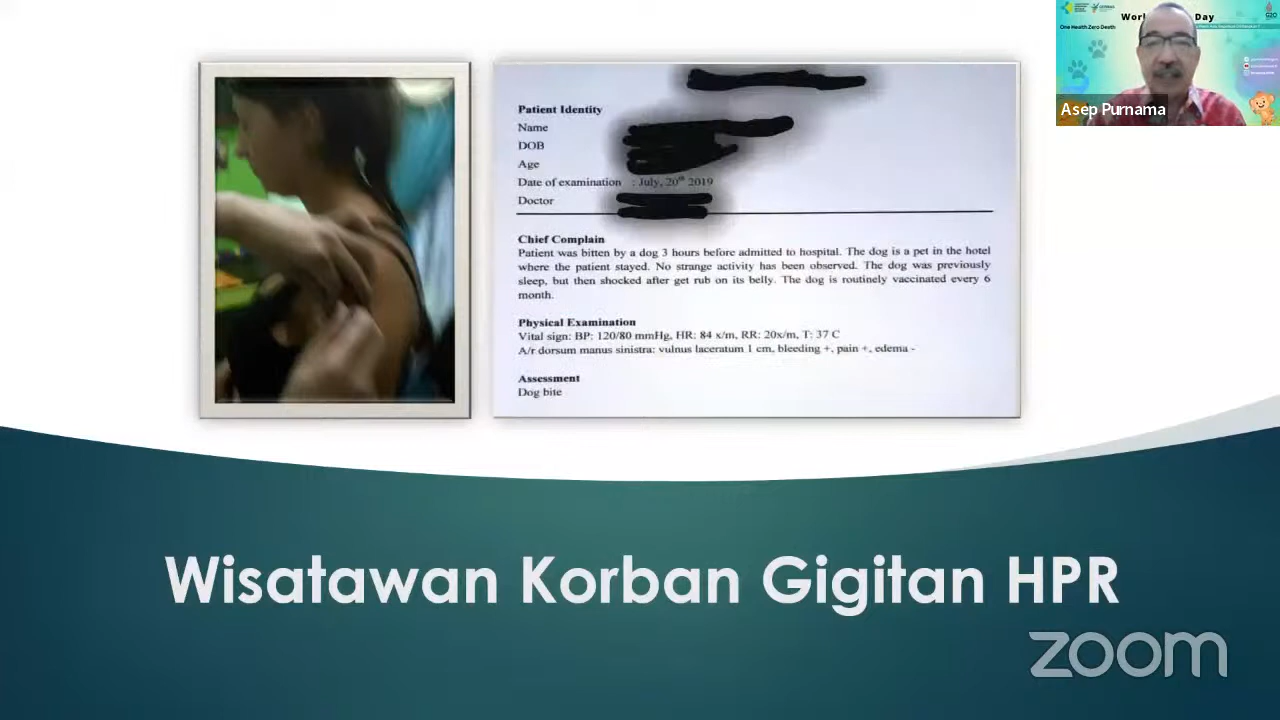 Patient Identity
Name
DOB
Age
Date of examination : July, 20th 2019
Doctor
Chief Complain
Patient was bitten by a dog 3 hours before admitted to hospital. The dog is a pet in the hotel
where the patient stayed. No strange activity has been observed. The dog was previously
sleep, but then shocked after get rub on its belly. The dog is routinely vaccinated every 6
month.
Physical Examination
Vital sign: BP: 120/80 mmHg, HR: 84 x/m, RR: 20x/m, T: 37 C
A/r dorsum manus sinistra: vulnus laceratum 1 cm, bleeding +, pain +, edema -
Assessment
Dog bite
Day
One Health Zero Death
Asep Purnama
Wisatawan Korban Gigitan HPR
zoom